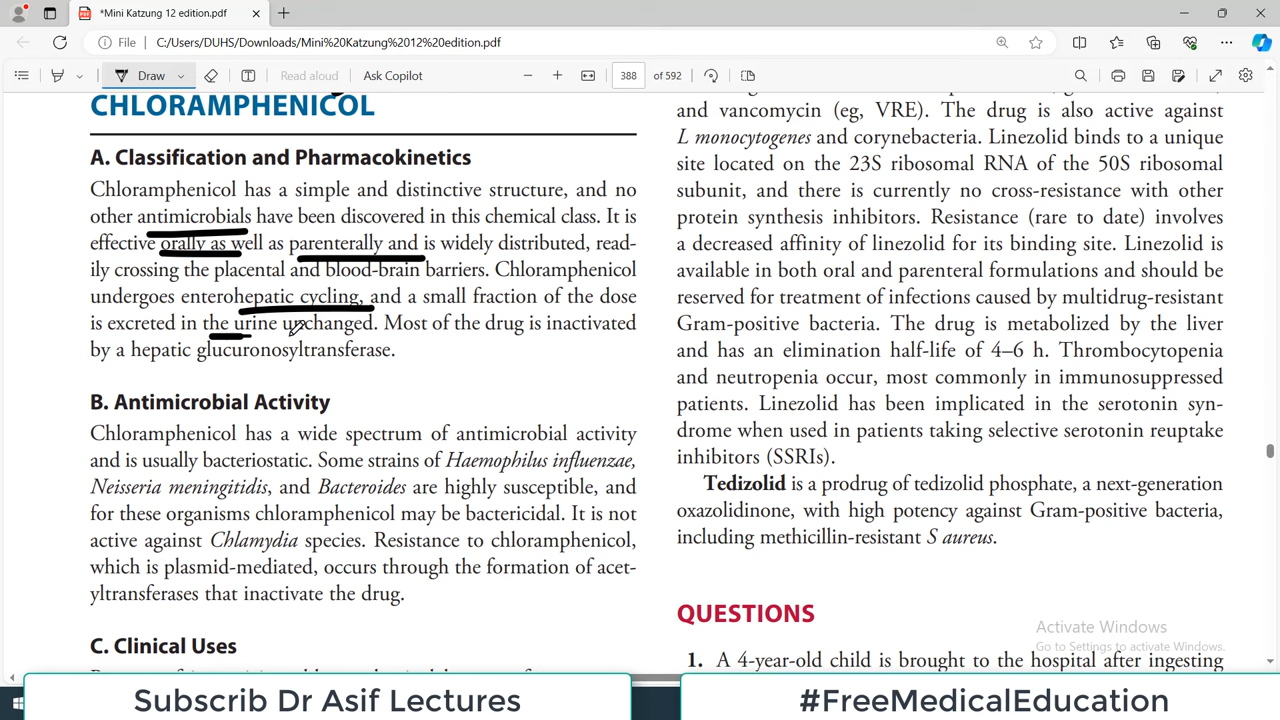 *Mini Katzung 12 edition.pdf
File
C:/Users/DUHS/Downloads/Mini%20Katzung%2012%20edition.pdf
Draw
Read aloud
Ask Copilot
388
of 592
CHLORAMPHENICOL
A. Classification and Pharmacokinetics
Chloramphenicol has a simple and distinctive structure, and no
other antimicrobials have been discovered in this chemical class. It is
effective orally as well as parenterally and is widely distributed, read-
ily crossing the placental and blood-brain barriers. Chloramphenicol
undergoes enterohepatic cycling, and a small fraction of the dose
is excreted in the urine unchanged. Most of the drug is inactivated
by a hepatic glucuronosyltransferase.
B. Antimicrobial Activity
Chloramphenicol has a wide spectrum of antimicrobial activity
and is usually bacteriostatic. Some strains of Haemophilus influenzae,
Neisseria meningitidis, and Bacteroides are highly susceptible, and
for these organisms chloramphenicol may be bactericidal. It is not
active against Chlamydia species. Resistance to chloramphenicol,
which is plasmid-mediated, occurs through the formation of acet-
yltransferases that inactivate the drug.
C. Clinical Uses
and vancomycin (eg, VRE). The drug is also active against
L monocytogenes and corynebacteria. Linezolid binds to a unique
site located on the 23S ribosomal RNA of the 50S ribosomal
subunit, and there is currently no cross-resistance with other
protein synthesis inhibitors. Resistance (rare to date) involves
a decreased affinity of linezolid for its binding site. Linezolid is
available in both oral and parenteral formulations and should be
reserved for treatment of infections caused by multidrug-resistant
Gram-positive bacteria. The drug is metabolized by the liver
and has an elimination half-life of 4–6 h. Thrombocytopenia
and neutropenia occur, most commonly in immunosuppressed
patients. Linezolid has been implicated in the serotonin syn-
drome when used in patients taking selective serotonin reuptake
inhibitors (SSRIs).
Tedizolid is a prodrug of tedizolid phosphate, a next-generation
oxazolidinone, with high potency against Gram-positive bacteria,
including methicillin-resistant S aureus.
QUESTIONS
1. A 4-year-old child is brought to the hospital after ingesting
Activate Windows
Go to Settings to activate Windows.
Subscrib Dr Asif Lectures
#FreeMedicalEducation